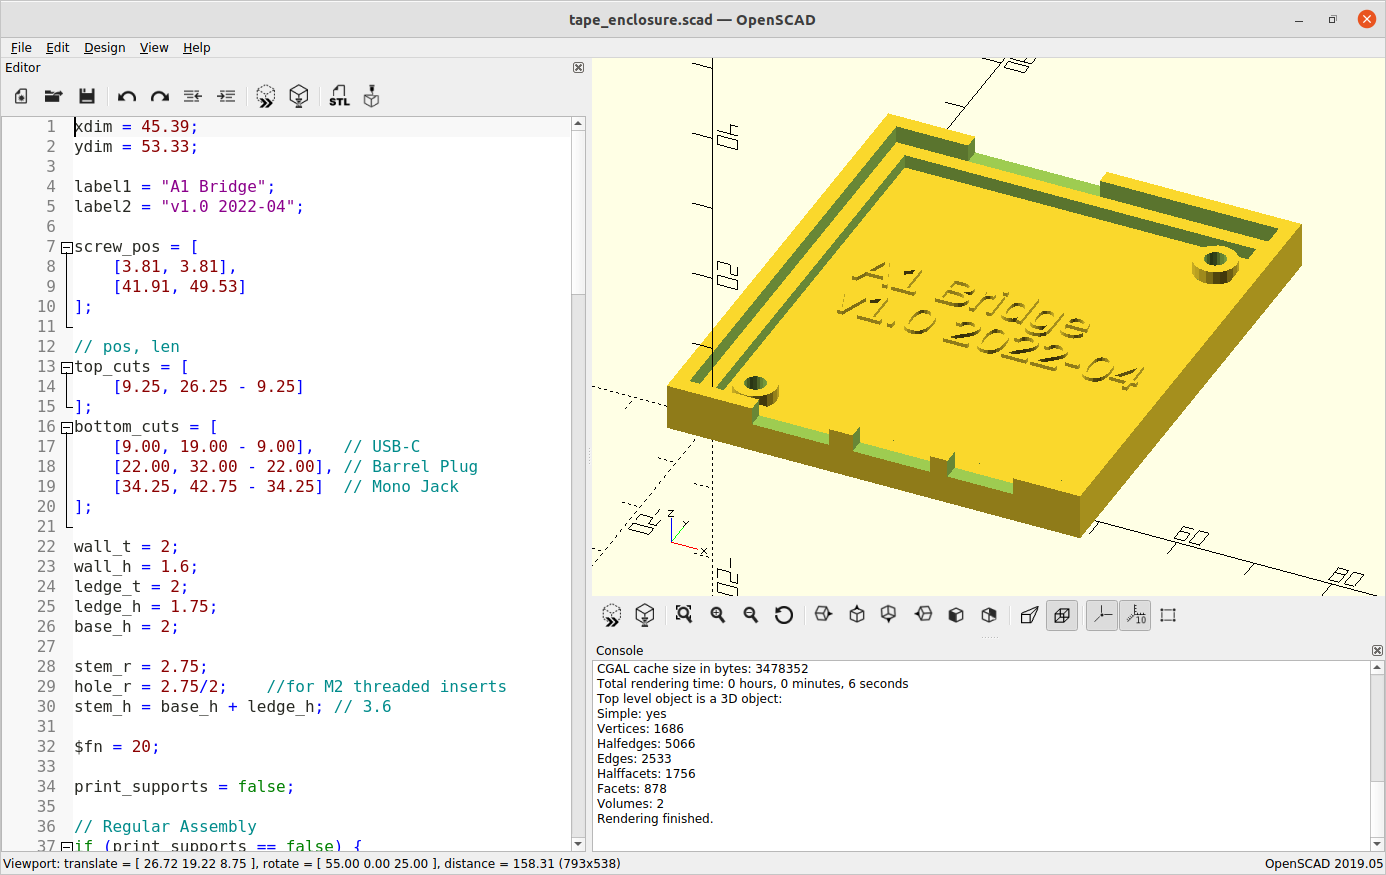 tape_enclosure.scad — OpenSCAD
File Edit Design View Help
Editor
STL
1 xdim = 45.39;
2 ydim = 53.33;
3
4 label1 = "A1 Bridge";
5 label2 = "v1.0 2022-04";
6
7 screw_pos = [
8 [3.81, 3.81],
9 [41.91, 49.53]
10 ];
11
12 // pos, len
13 top_cuts = [
14 [9.25, 26.25 - 9.25]
15 ];
16 bottom_cuts = [
17 [9.00, 19.00 - 9.00], // USB-C
18 [22.00, 32.00 - 22.00], // Barrel Plug
19 [34.25, 42.75 - 34.25] // Mono Jack
20 ];
21
22 wall_t = 2;
23 wall_h = 1.6;
24 ledge_t = 2;
25 ledge_h = 1.75;
26 base_h = 2;
27
28 stem_r = 2.75;
29 hole_r = 2.75/2; //for M2 threaded inserts
30 stem_h = base_h + ledge_h; // 3.6
31
32 $fn = 20;
33
34 print_supports = false;
35
36 // Regular Assembly
37 if (print_supports == false) {
A1 Bridge
v1.0 2022-04
60
80
z
y
x
10
Console
CGAL cache size in bytes: 3478352
Total rendering time: 0 hours, 0 minutes, 6 seconds
Top level object is a 3D object:
Simple: yes
Vertices: 1686
Halfedges: 5066
Edges: 2533
Halffacets: 1756
Facets: 878
Volumes: 2
Rendering finished.
Viewport: translate = [ 26.72 19.22 8.75 ], rotate = [ 55.00 0.00 25.00 ], distance = 158.31 (793x538)
OpenSCAD 2019.05